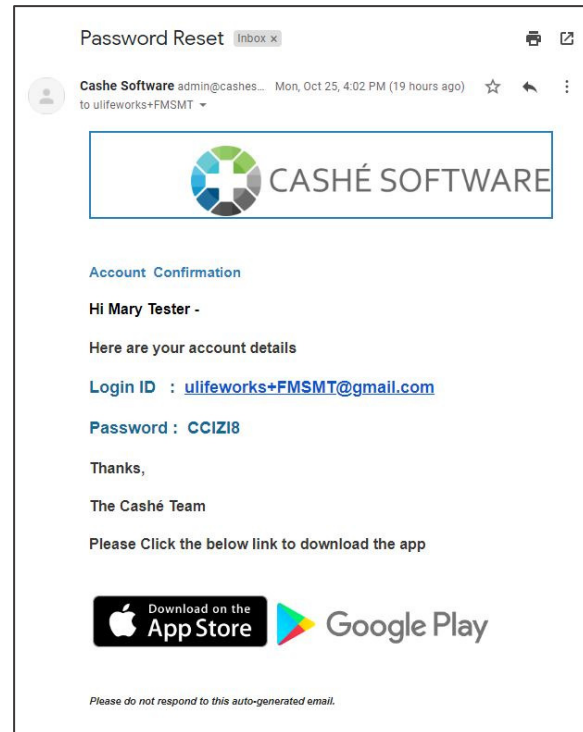 Password Reset Inbox x
Cashe Software admin@cashes... Mon, Oct 25, 4:02 PM (19 hours ago)
to ulifeworks+FMSMT
CASHÉ SOFTWARE
Account Confirmation
Hi Mary Tester -
Here are your account details
Login ID : ulifeworks+FMSMT@gmail.com
Password : CCIZI8
Thanks,
The Cashé Team
Please Click the below link to download the app
Download on the
App Store
Google Play
Please do not respond to this auto-generated email.